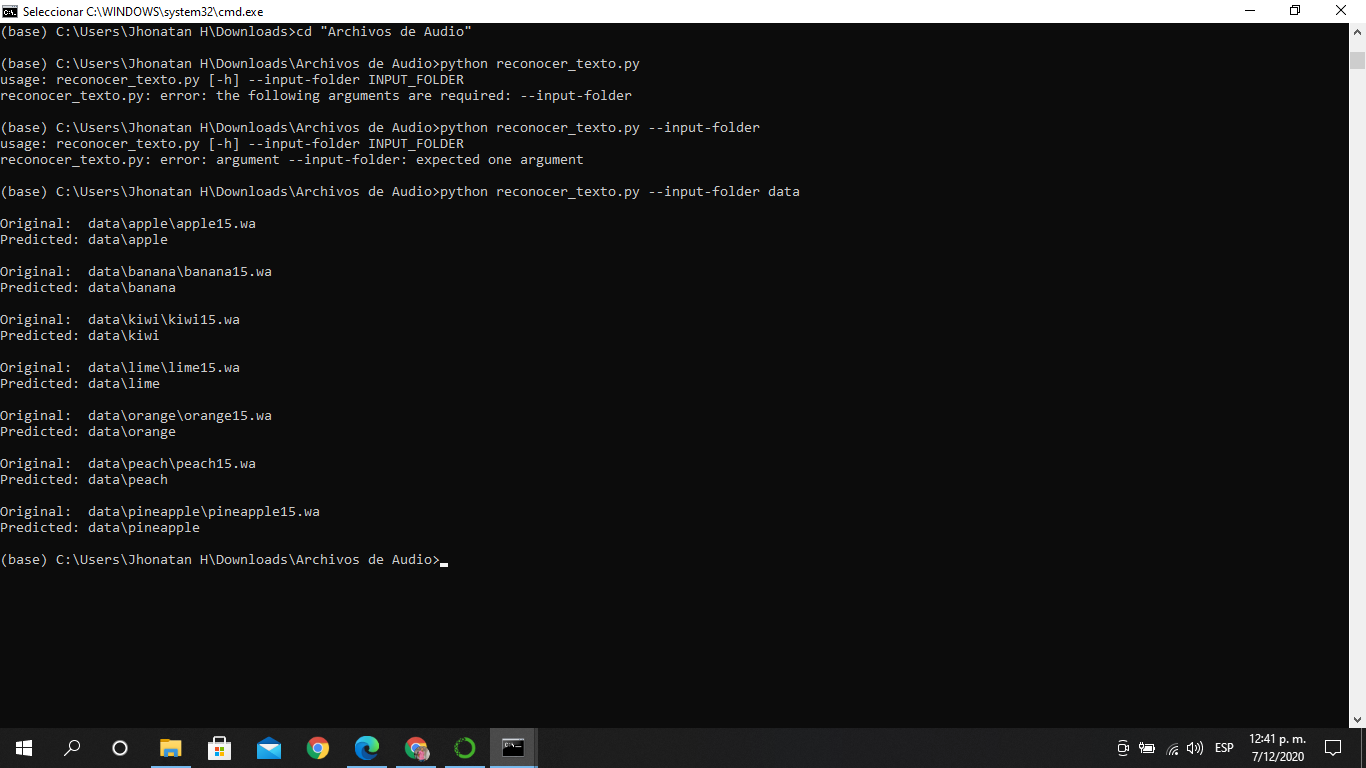 Seleccionar C:\WINDOWS\system32\cmd.exe
(base) C:\Users\Jhonatan H\Downloads>cd "Archivos de Audio"
(base) C:\Users\Jhonatan H\Downloads\Archivos de Audio>python reconocer_texto.py
usage: reconocer_texto.py [-h] --input-folder INPUT_FOLDER
reconocer_texto.py: error: the following arguments are required: --input-folder
(base) C:\Users\Jhonatan H\Downloads\Archivos de Audio>python reconocer_texto.py --input-folder
usage: reconocer_texto.py [-h] --input-folder INPUT_FOLDER
reconocer_texto.py: error: argument --input-folder: expected one argument
(base) C:\Users\Jhonatan H\Downloads\Archivos de Audio>python reconocer_texto.py --input-folder data
Original:  data\apple\apple15.wa
Predicted: data\apple
Original:  data\banana\banana15.wa
Predicted: data\banana
Original:  data\kiwi\kiwi15.wa
Predicted: data\kiwi
Original:  data\lime\lime15.wa
Predicted: data\lime
Original:  data\orange\orange15.wa
Predicted: data\orange
Original:  data\peach\peach15.wa
Predicted: data\peach
Original:  data\pineapple\pineapple15.wa
Predicted: data\pineapple
(base) C:\Users\Jhonatan H\Downloads\Archivos de Audio>
ESP
12:41 p. m.
7/12/2020